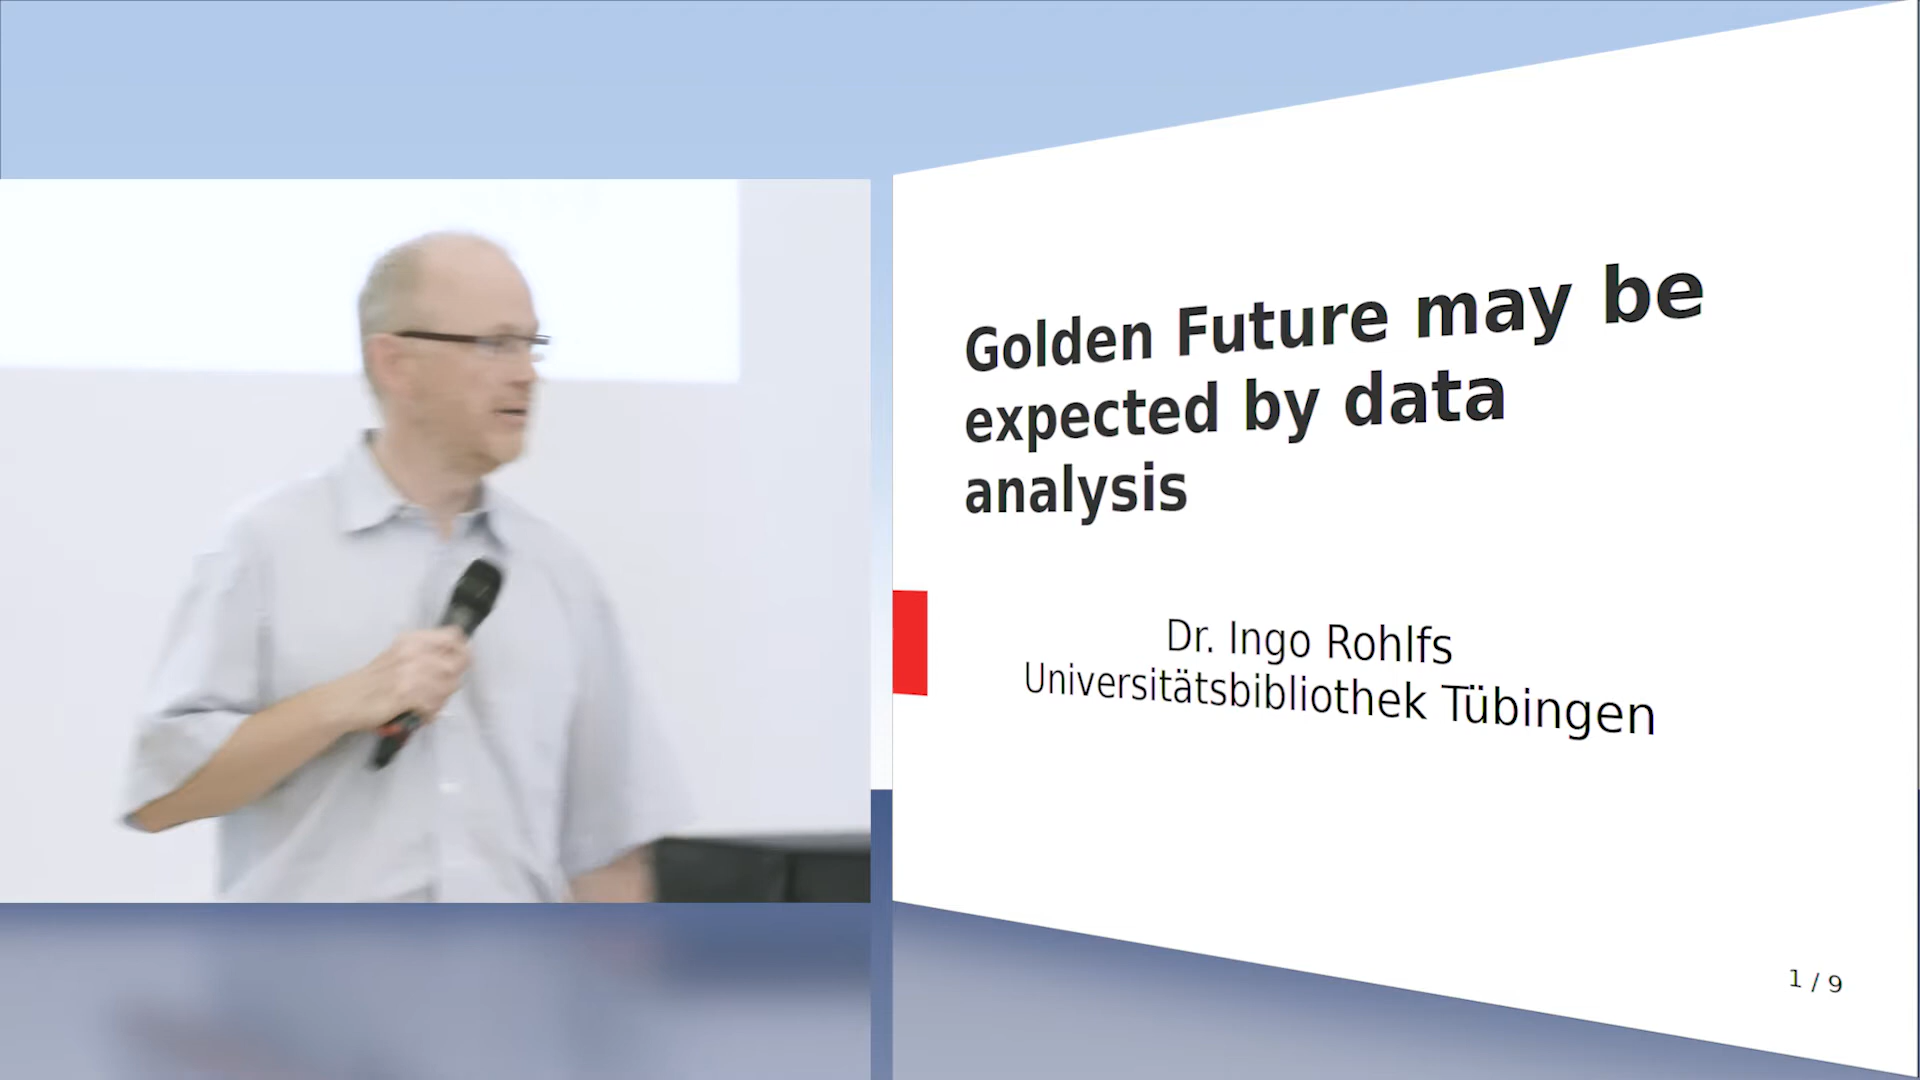 Golden Future may be
expected by data
analysis
Dr. Ingo Rohlfs
Universitätsbibliothek Tübingen
1 / 9